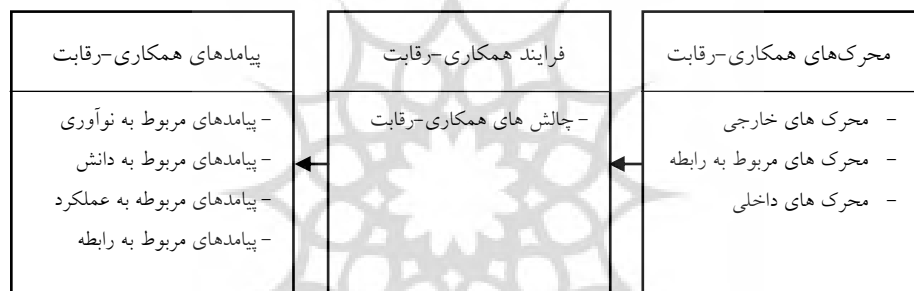 محرک‌های همکاری-رقابت
- محرک های خارجی
- محرک های مربوط به رابطه
- محرک های داخلی
فرایند همکاری-رقابت
- چالش های همکاری-رقابت
پیامدهای همکاری-رقابت
- پیامدهای مربوط به نوآوری
- پیامدهای مربوط به دانش
- پیامدهای مربوطه به عملکرد
- پیامدهای مربوط به رابطه